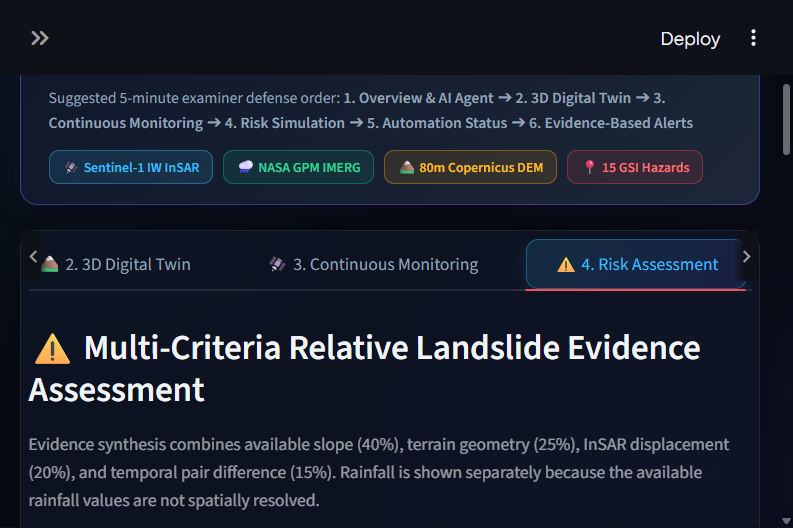 Deploy
Suggested 5-minute examiner defense order: 1. Overview & AI Agent → 2. 3D Digital Twin → 3.
Continuous Monitoring → 4. Risk Simulation → 5. Automation Status → 6. Evidence-Based Alerts
Sentinel-1 IW InSAR
NASA GPM IMERG
80m Copernicus DEM
15 GSI Hazards
2. 3D Digital Twin
3. Continuous Monitoring
4. Risk Assessment
Multi-Criteria Relative Landslide Evidence
Assessment
Evidence synthesis combines available slope (40%), terrain geometry (25%), InSAR displacement
(20%), and temporal pair difference (15%). Rainfall is shown separately because the available
rainfall values are not spatially resolved.